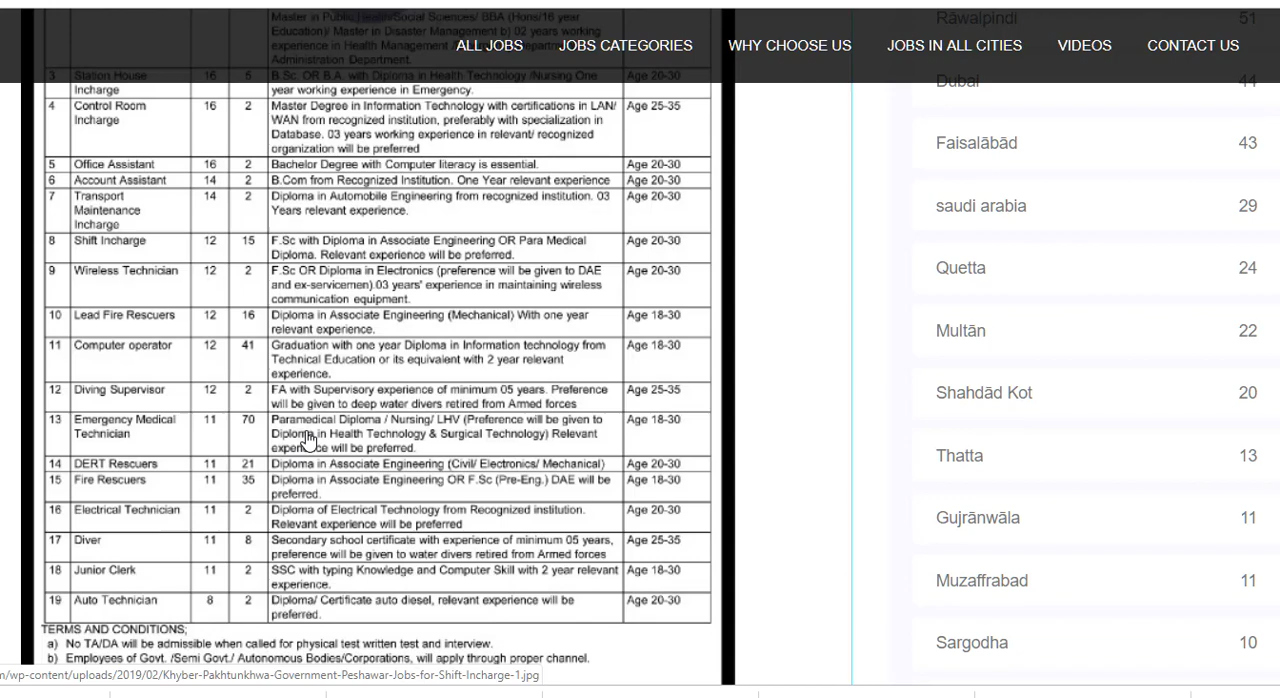 Master in Public Health/Social Sciences/ BBA (Hons/16 year
Education)/ Master in Disaster Management b) 02 years working
experience in Health Management /
Administration Department.
ALL JOBS
JOBS CATEGORIES
WHY CHOOSE US
JOBS IN ALL CITIES
VIDEOS
CONTACT US
3 Station House 16 5 B.Sc. OR B.A. with Diploma in Health Technology /Nursing One Age 20-30
Incharge year working experience in Emergency.
4 Control Room 16 2 Master Degree in Information Technology with certifications in LAN/ Age 25-35
Incharge WAN from recognized institution, preferably with specialization in
Database. 03 years working experience in relevant/ recognized
organization will be preferred
5 Office Assistant 16 2 Bachelor Degree with Computer literacy is essential. Age 20-30
6 Account Assistant 14 2 B.Com from Recognized Institution. One Year relevant experience Age 20-30
7 Transport 14 2 Diploma in Automobile Engineering from recognized institution. 03 Age 20-30
Maintenance Years relevant experience.
Incharge
8 Shift Incharge 12 15 F.Sc with Diploma in Associate Engineering OR Para Medical Age 20-30
Diploma. Relevant experience will be preferred.
9 Wireless Technician 12 2 F.Sc OR Diploma in Electronics (preference will be given to DAE Age 20-30
and ex-servicemen).03 years' experience in maintaining wireless
communication equipment.
10 Lead Fire Rescuers 12 16 Diploma in Associate Engineering (Mechanical) With one year Age 18-30
relevant experience.
11 Computer operator 12 41 Graduation with one year Diploma in Information technology from Age 18-30
Technical Education or its equivalent with 2 year relevant
experience.
12 Diving Supervisor 12 2 FA with Supervisory experience of minimum 05 years. Preference Age 25-35
will be given to deep water divers retired from Armed forces
13 Emergency Medical 11 70 Paramedical Diploma / Nursing/ LHV (Preference will be given to Age 18-30
Technician Diploma in Health Technology & Surgical Technology) Relevant
experience will be preferred.
14 DERT Rescuers 11 21 Diploma in Associate Engineering (Civil/ Electronics/ Mechanical) Age 20-30
15 Fire Rescuers 11 35 Diploma in Associate Engineering OR F.Sc (Pre-Eng.) DAE will be Age 18-30
preferred.
16 Electrical Technician 11 2 Diploma of Electrical Technology from Recognized institution. Age 20-30
Relevant experience will be preferred
17 Diver 11 8 Secondary school certificate with experience of minimum 05 years, Age 25-35
preference will be given to water divers retired from Armed forces
18 Junior Clerk 11 2 SSC with typing Knowledge and Computer Skill with 2 year relevant Age 18-30
experience.
19 Auto Technician 8 2 Diploma/ Certificate auto diesel, relevant experience will be Age 20-30
preferred.
TERMS AND CONDITIONS;
a) No TA/DA will be admissible when called for physical test written test and interview.
b) Employees of Govt. /Semi Govt./ Autonomous Bodies/Corporations, will apply through proper channel.
m/wp-content/uploads/2019/02/Khyber-Pakhtunkhwa-Government-Peshawar-Jobs-for-Shift-Incharge-1.jpg
Rāwalpindi 51
Dubai 44
Faisalābād 43
saudi arabia 29
Quetta 24
Multān 22
Shahdād Kot 20
Thatta 13
Gujrānwāla 11
Muzaffrabad 11
Sargodha 10